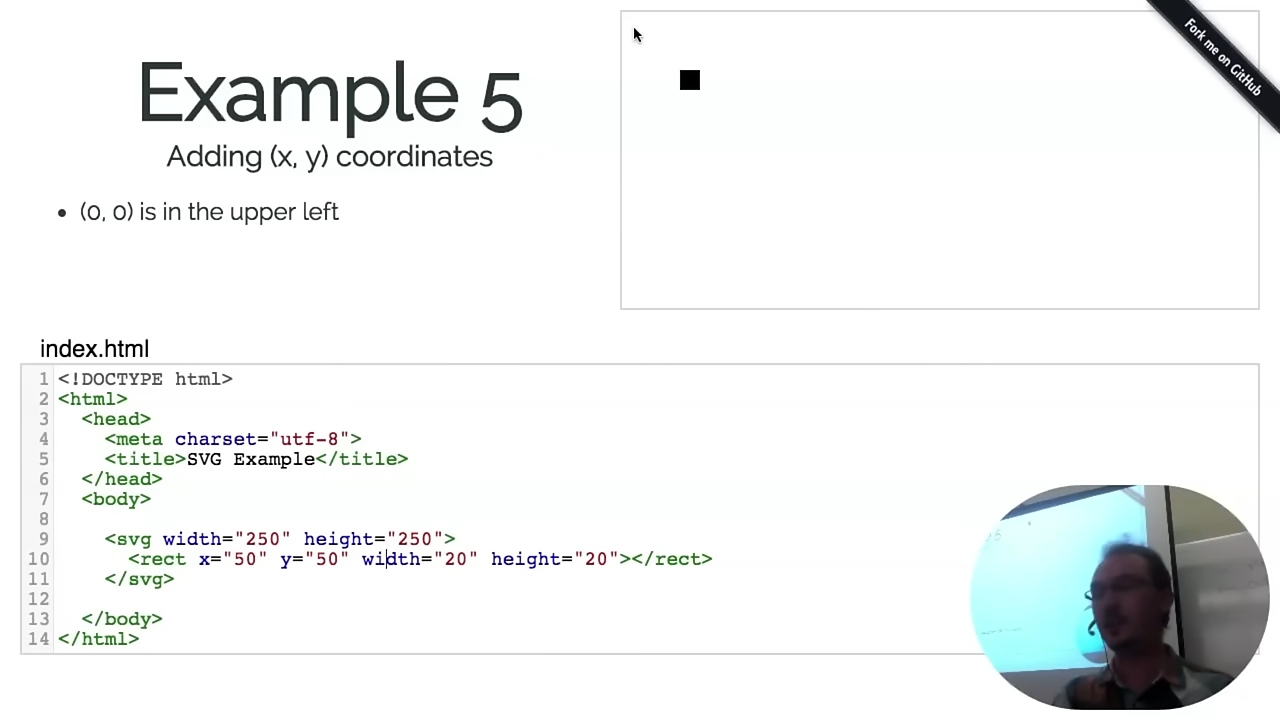 Example 5
Adding (x, y) coordinates
• (0, 0) is in the upper left
Fork me on GitHub
index.html
1 <!DOCTYPE html>
2 <html>
3   <head>
4     <meta charset="utf-8">
5     <title>SVG Example</title>
6   </head>
7   <body>
8
9     <svg width="250" height="250">
10       <rect x="50" y="50" width="20" height="20"></rect>
11     </svg>
12
13   </body>
14 </html>